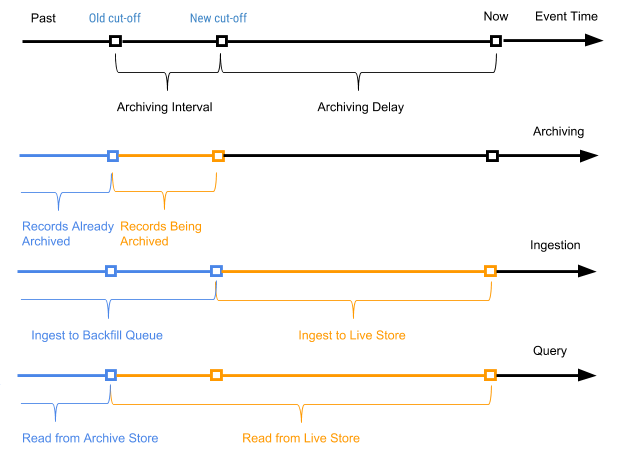 Past
Old cut-off
New cut-off
Now
Event Time
Archiving Interval
Archiving Delay
Archiving
Records Already
Archived
Records Being
Archived
Ingestion
Ingest to Backfill Queue
Ingest to Live Store
Query
Read from Archive Store
Read from Live Store